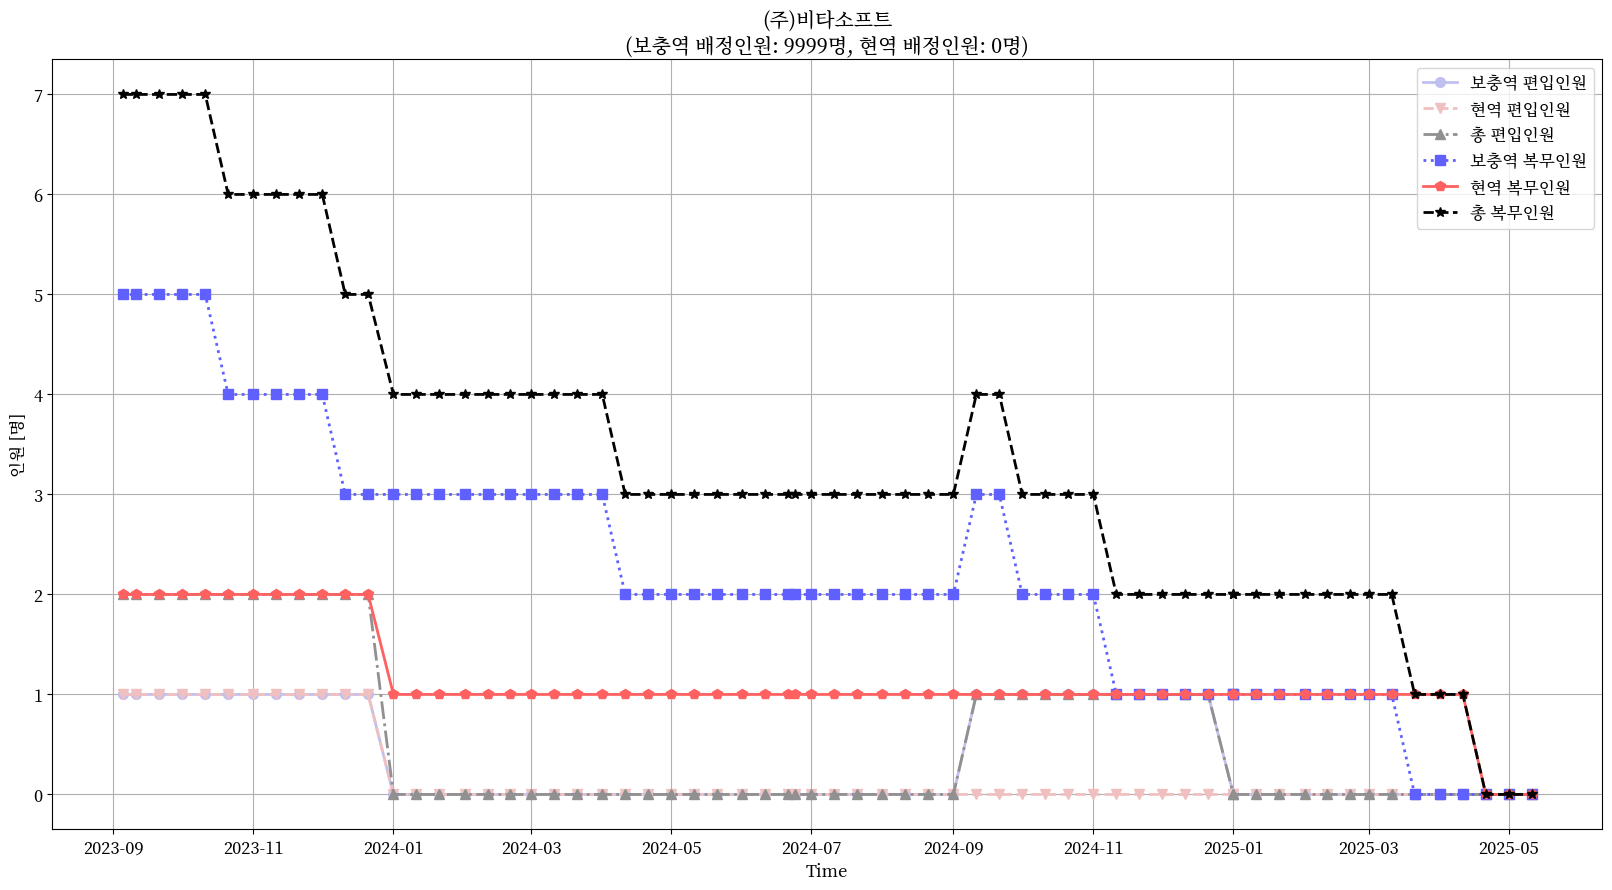 (주)비타소프트
(보충역 배정인원: 9999명, 현역 배정인원: 0명)
보충역 편입인원
현역 편입인원
총 편입인원
보충역 복무인원
현역 복무인원
총 복무인원
인원 [명]
7
6
5
4
3
2
1
0
2023-09
2023-11
2024-01
2024-03
2024-05
2024-07
2024-09
2024-11
2025-01
2025-03
2025-05
Time